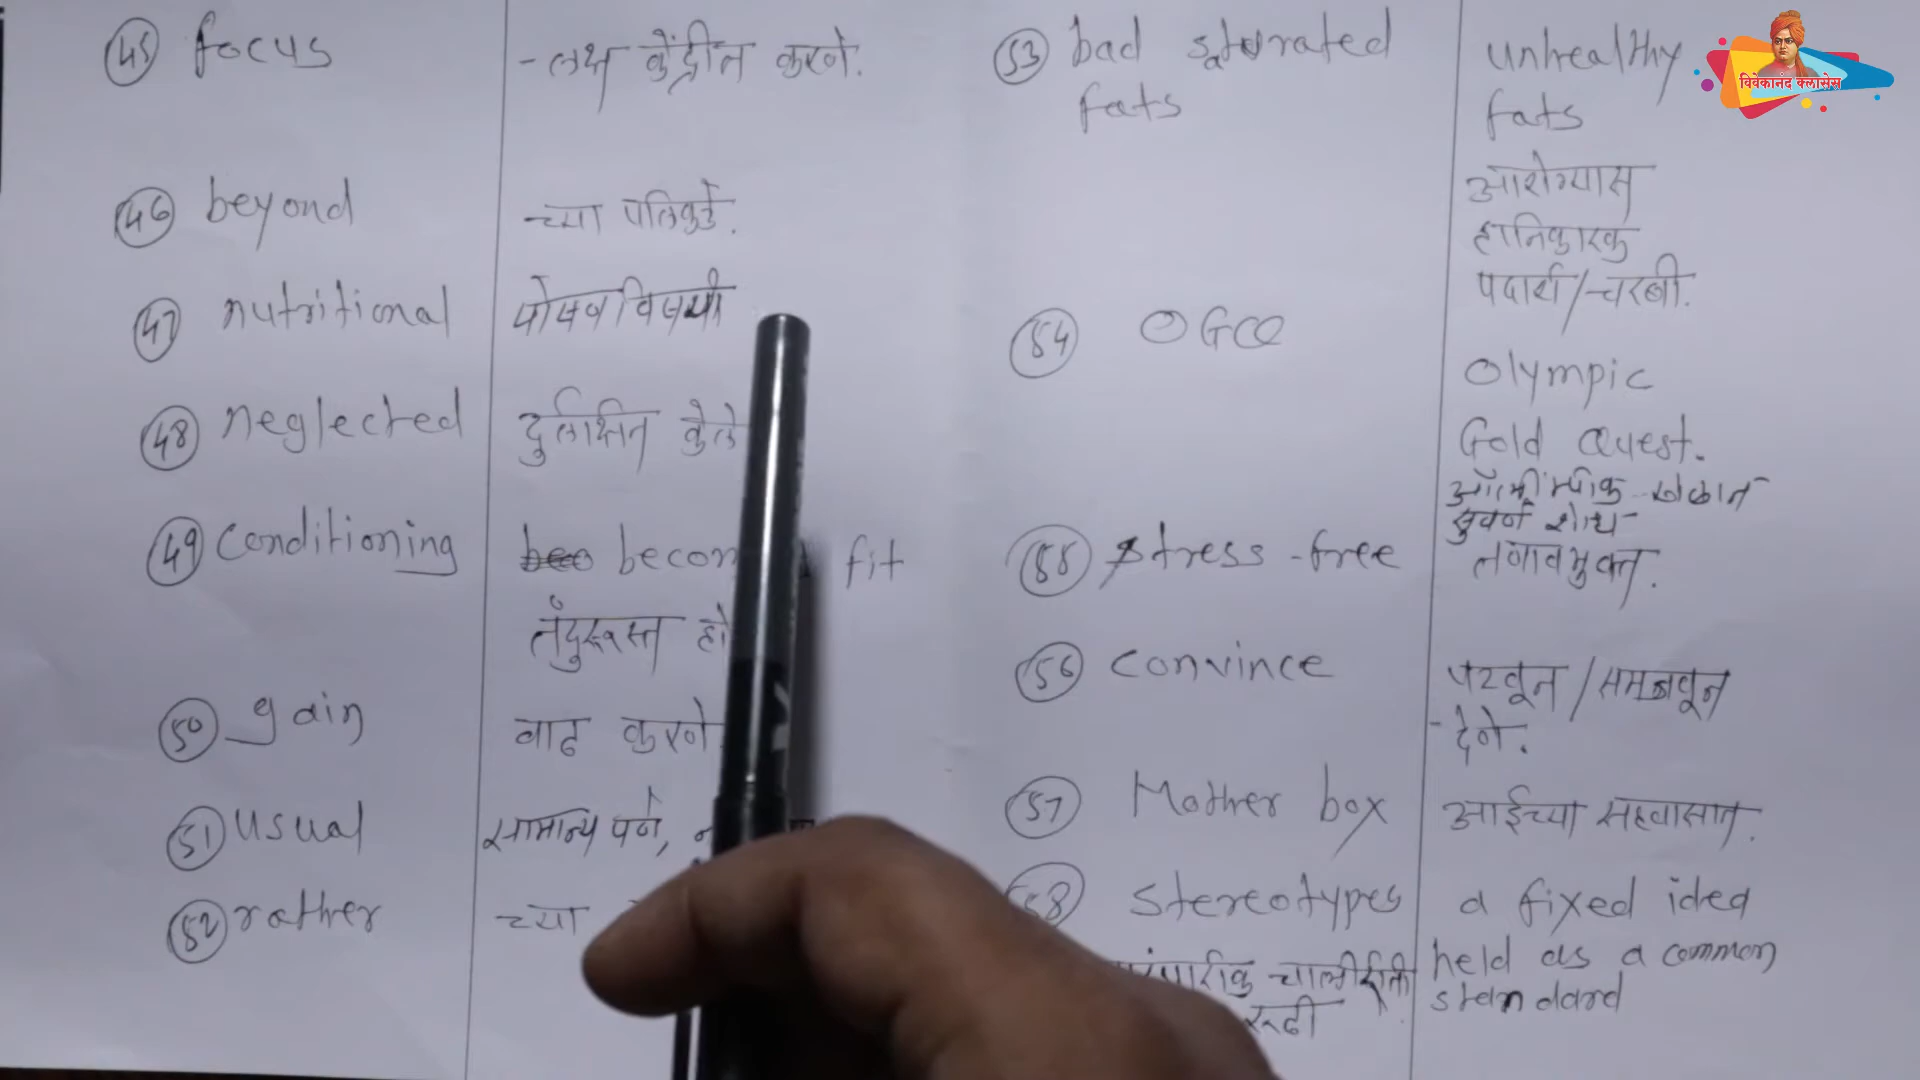 45 focus - लक्ष केंद्रीत करणे.
46 beyond च्या पलिकडे.
47 nutritional पोषणविषयी
48 neglected दुर्लक्षित केले
49 Conditioning fit
तंदुरूस्त
50 gain वाढ करणे.
51 usual सामान्य पणे,
52 rather च्या
53 bad saturated unhealthy
fats fats
आरोग्यास
हानिकारक
पदार्थ/चरबी.
54 OGQ Olympic
Gold Quest.
ऑलींम्पीक खेळात
सुवर्ण शोध
55 stress-free तणावमुक्त.
56 Convince पटवून/समजवून
देणे.
57 Mother box आईच्या सहवासात.
58 Stereotypes a fixed idea
चालीरीती held as a common
रूढी standard
विवेकानंद क्लासेस